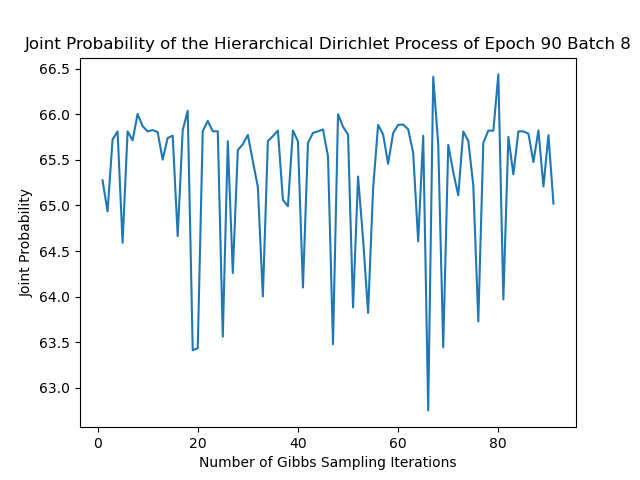 Joint Probability of the Hierarchical Dirichlet Process of Epoch 90 Batch 8
66.5
66.0
65.5
65.0
64.5
64.0
63.5
63.0
Joint Probability
0 20 40 60 80
Number of Gibbs Sampling Iterations